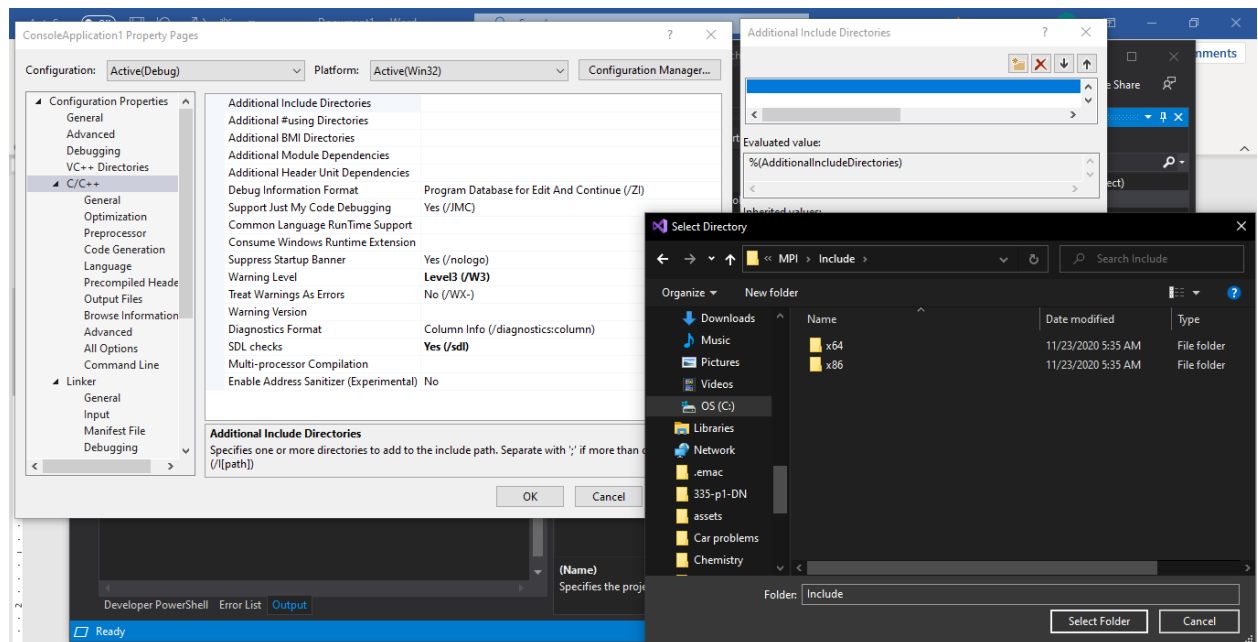 ConsoleApplication1 Property Pages
?
Configuration: Active(Debug) Platform: Active(Win32) Configuration Manager...
Configuration Properties
General
Advanced
Debugging
VC++ Directories
C/C++
General
Optimization
Preprocessor
Code Generation
Language
Precompiled Heade
Output Files
Browse Information
Advanced
All Options
Command Line
Linker
General
Input
Manifest File
Debugging
Additional Include Directories
Additional #using Directories
Additional BMI Directories
Additional Module Dependencies
Additional Header Unit Dependencies
Debug Information Format Program Database for Edit And Continue (/ZI)
Support Just My Code Debugging Yes (/JMC)
Common Language RunTime Support
Consume Windows Runtime Extension
Suppress Startup Banner Yes (/nologo)
Warning Level Level3 (/W3)
Treat Warnings As Errors No (/WX-)
Warning Version
Diagnostics Format Column Info (/diagnostics:column)
SDL checks Yes (/sdl)
Multi-processor Compilation
Enable Address Sanitizer (Experimental) No
Additional Include Directories
Specifies one or more directories to add to the include path. Separate with ';' if more than
(/I[path])
OK Cancel
Additional Include Directories
?
Evaluated value:
%(AdditionalIncludeDirectories)
Inherited values:
nments
e Share
ect)
Select Directory
« MPI > Include >
Search Include
Organize New folder
?
Downloads
Music
Pictures
Videos
OS (C:)
Libraries
Network
.emac
335-p1-DN
assets
Car problems
Chemistry
Name Date modified Type
x64 11/23/2020 5:35 AM File folder
x86 11/23/2020 5:35 AM File folder
Folder: Include
Select Folder Cancel
(Name)
Specifies the proje
Developer PowerShell Error List Output
Ready